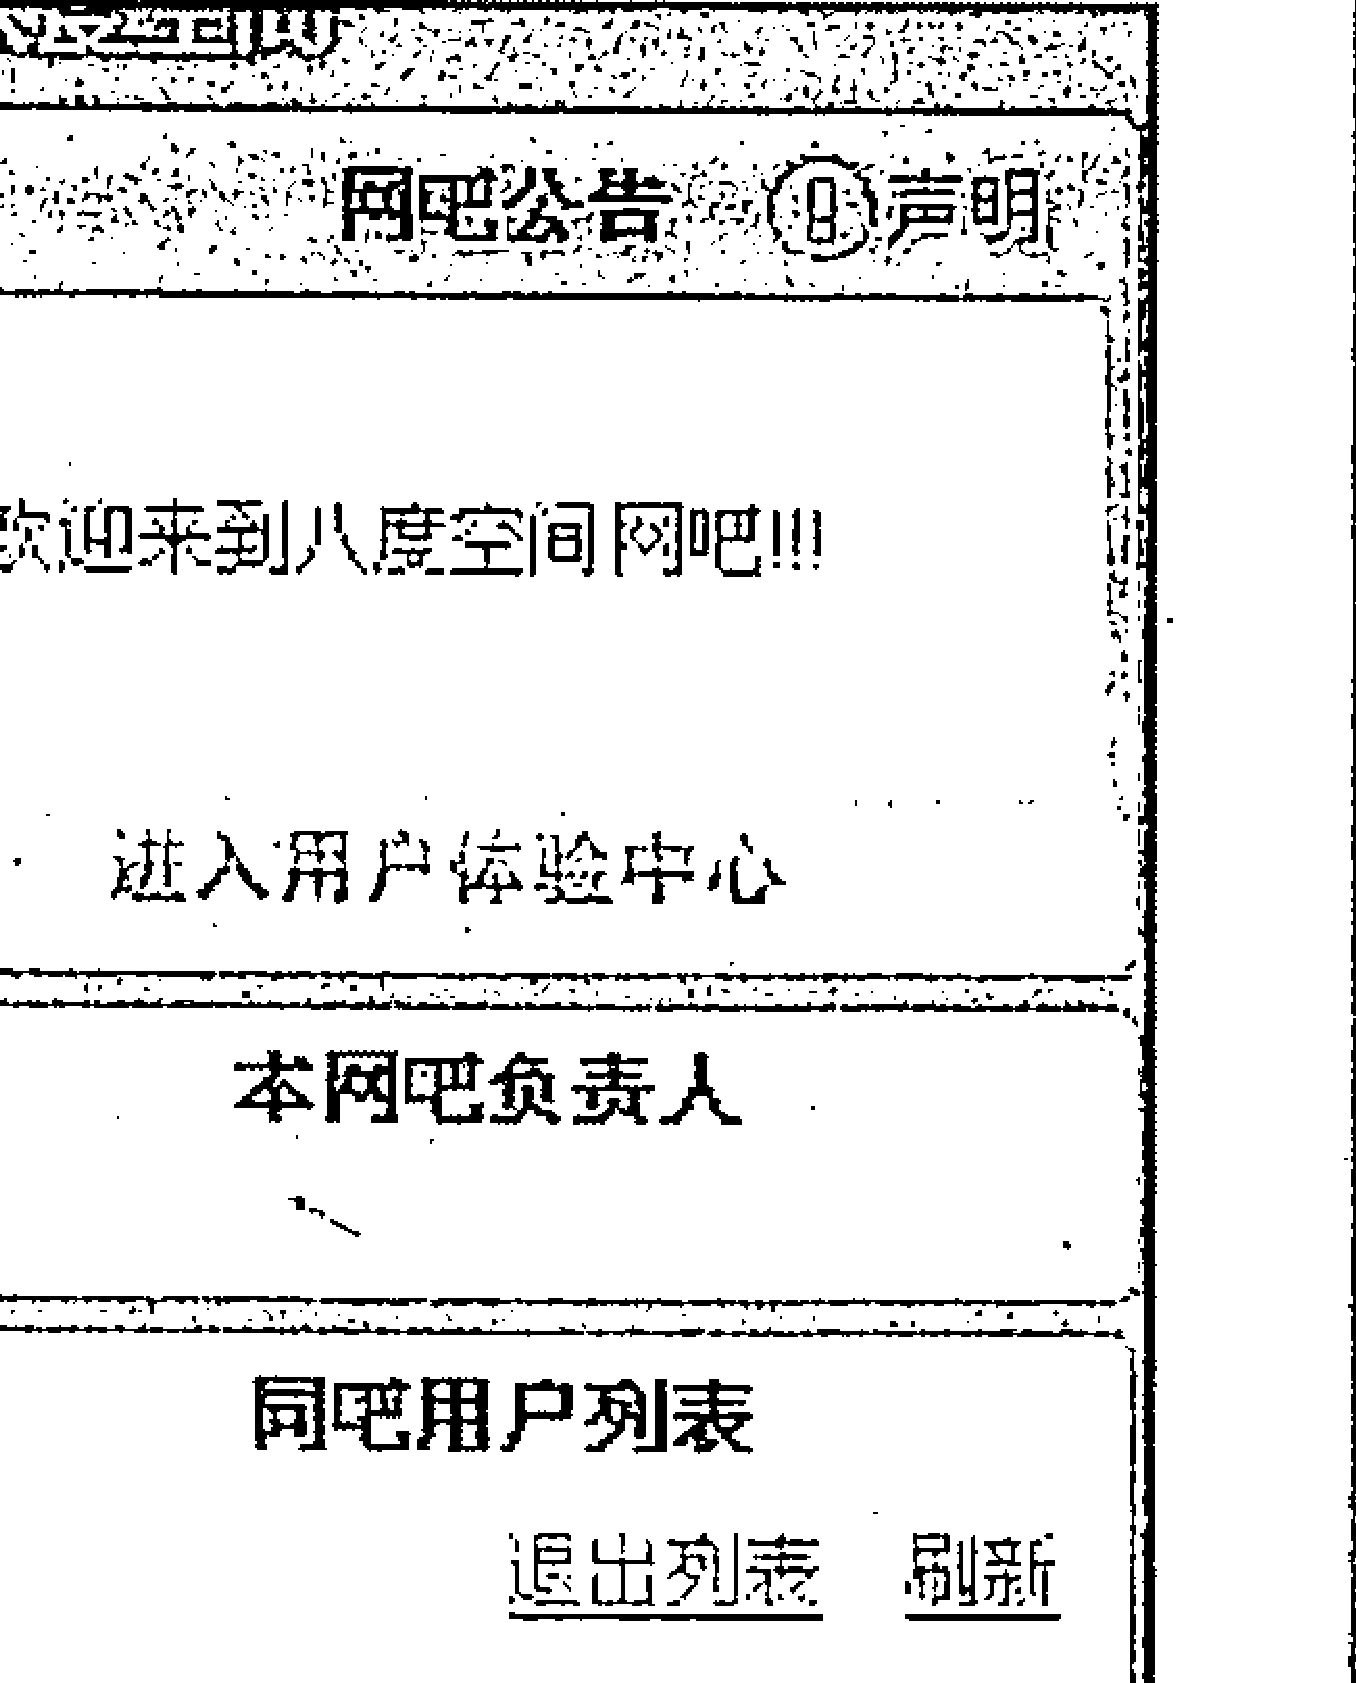 网吧公告 声明
欢迎来到八度空间网吧!!!
进入用户体验中心
本网吧负责人
同吧用户列表
退出列表 刷新